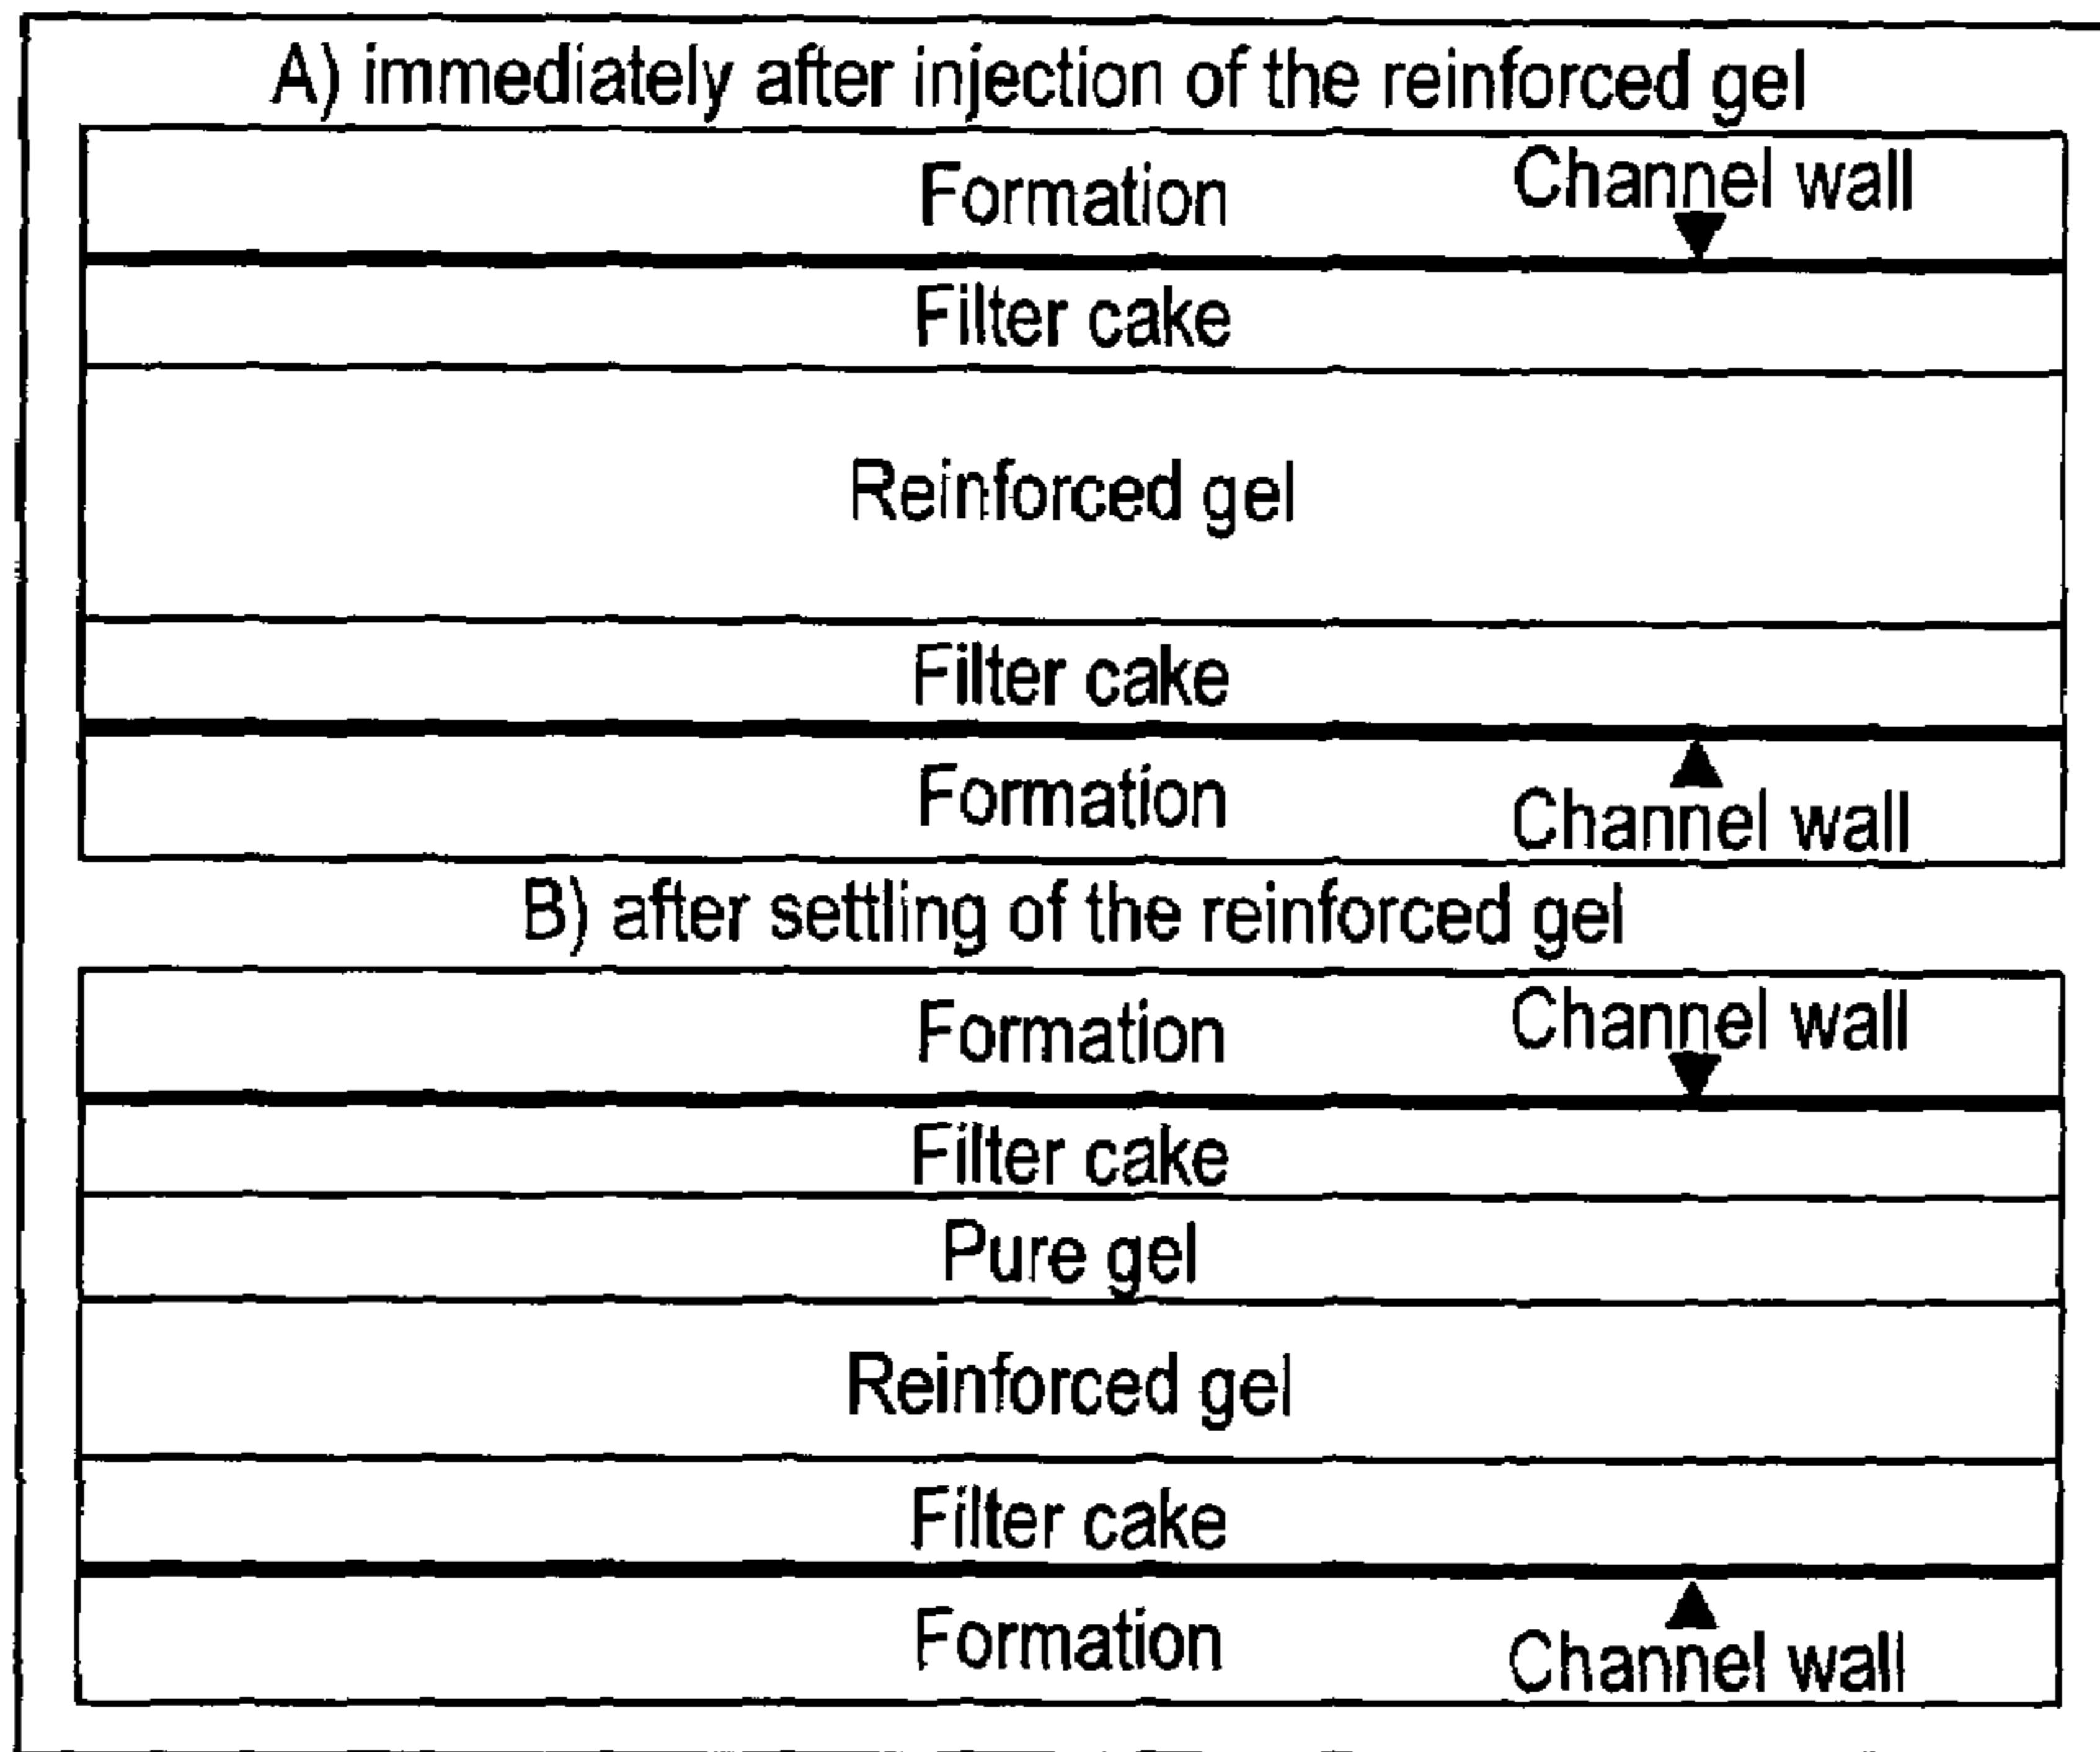 A) immediately after injection of the reinforced gel
Formation
Channel wall
Filter cake
Reinforced gel
Filter cake
Formation
Channel wall
B) after settling of the reinforced gel
Formation
Channel wall
Filter cake
Pure gel
Reinforced gel
Filter cake
Formation
Channel wall